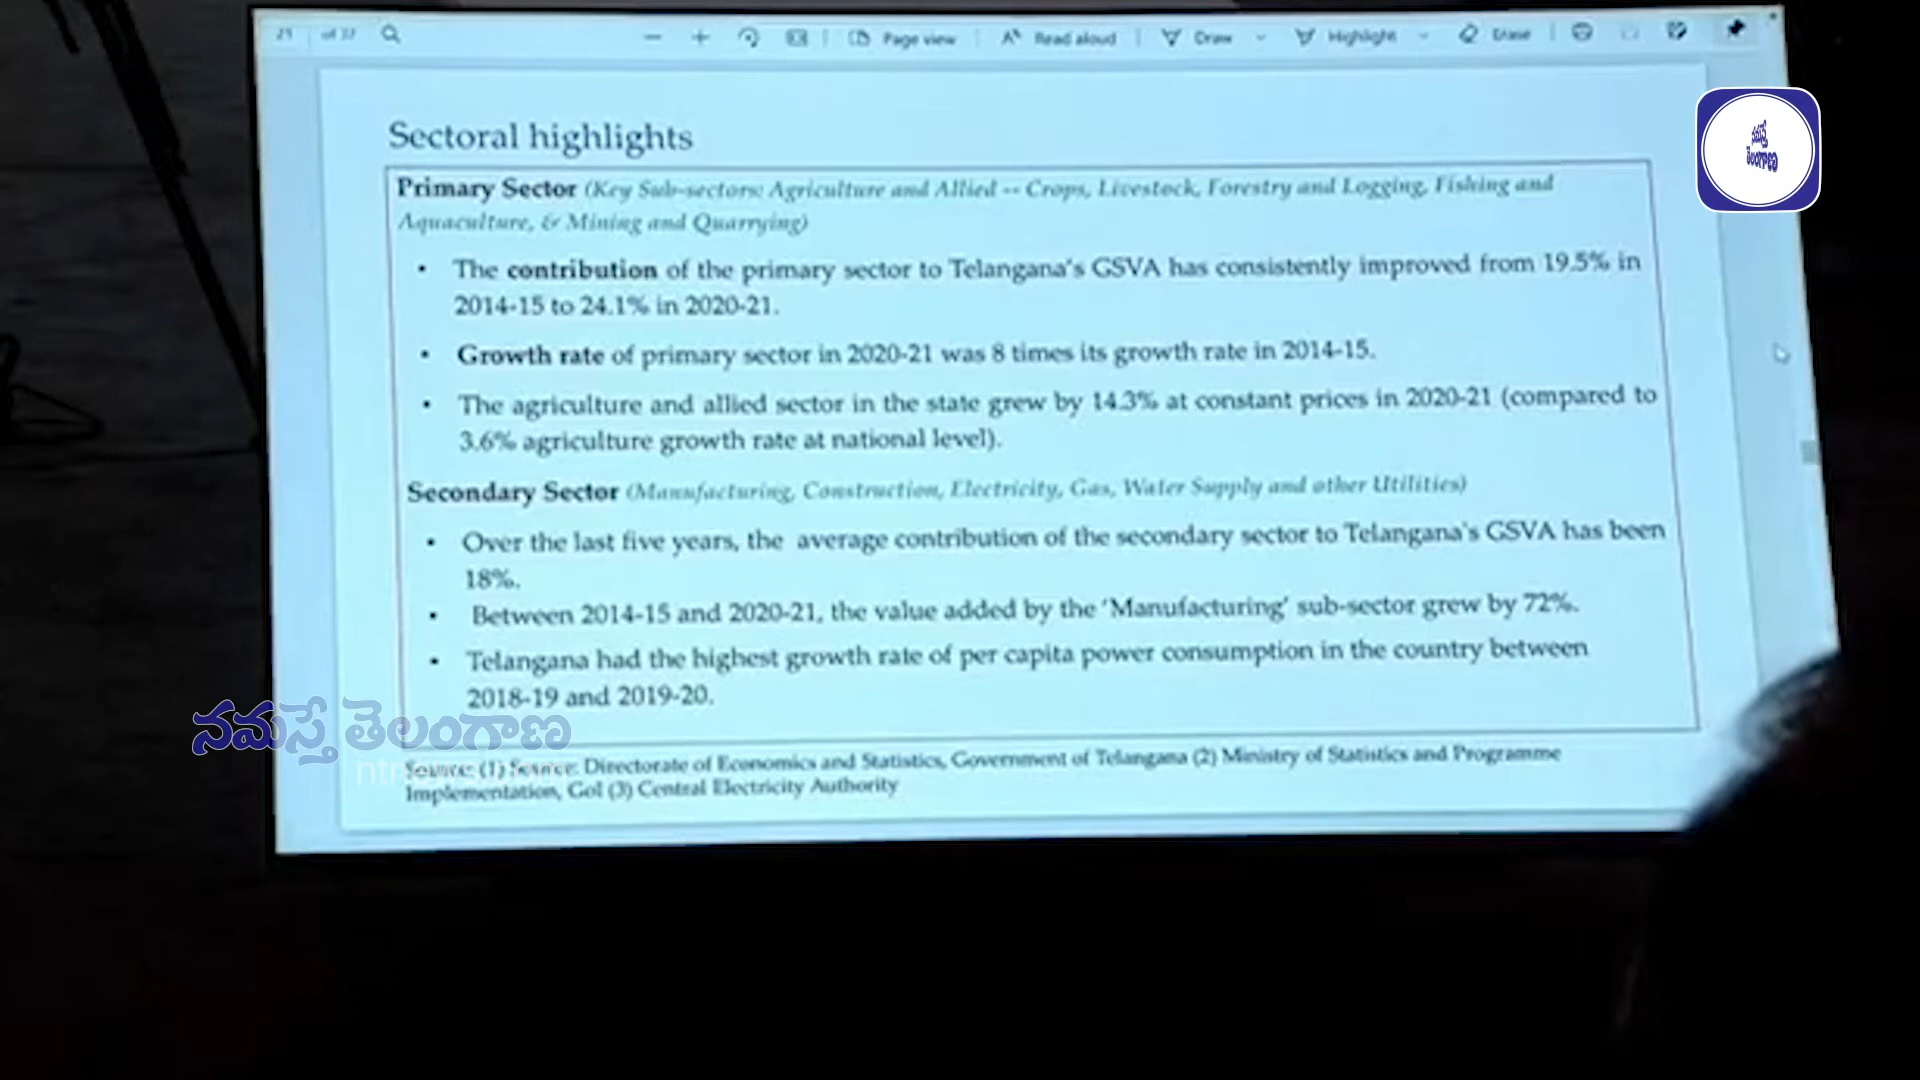 21 of 37
Page view Read aloud Draw Highlight Erase
నమస్తే
తెలంగాణ
Sectoral highlights
Primary Sector (Key Sub-sectors: Agriculture and Allied -- Crops, Livestock, Forestry and Logging, Fishing and
Aquaculture, & Mining and Quarrying)
• The contribution of the primary sector to Telangana's GSVA has consistently improved from 19.5% in
2014-15 to 24.1% in 2020-21.
• Growth rate of primary sector in 2020-21 was 8 times its growth rate in 2014-15.
• The agriculture and allied sector in the state grew by 14.3% at constant prices in 2020-21 (compared to
3.6% agriculture growth rate at national level).
Secondary Sector (Manufacturing, Construction, Electricity, Gas, Water Supply and other Utilities)
• Over the last five years, the average contribution of the secondary sector to Telangana's GSVA has been
18%.
• Between 2014-15 and 2020-21, the value added by the 'Manufacturing' sub-sector grew by 72%.
• Telangana had the highest growth rate of per capita power consumption in the country between
2018-19 and 2019-20.
నమస్తే తెలంగాణ
ntnews.com
Source: (1) Source: Directorate of Economics and Statistics, Government of Telangana (2) Ministry of Statistics and Programme
Implementation, GoI (3) Central Electricity Authority